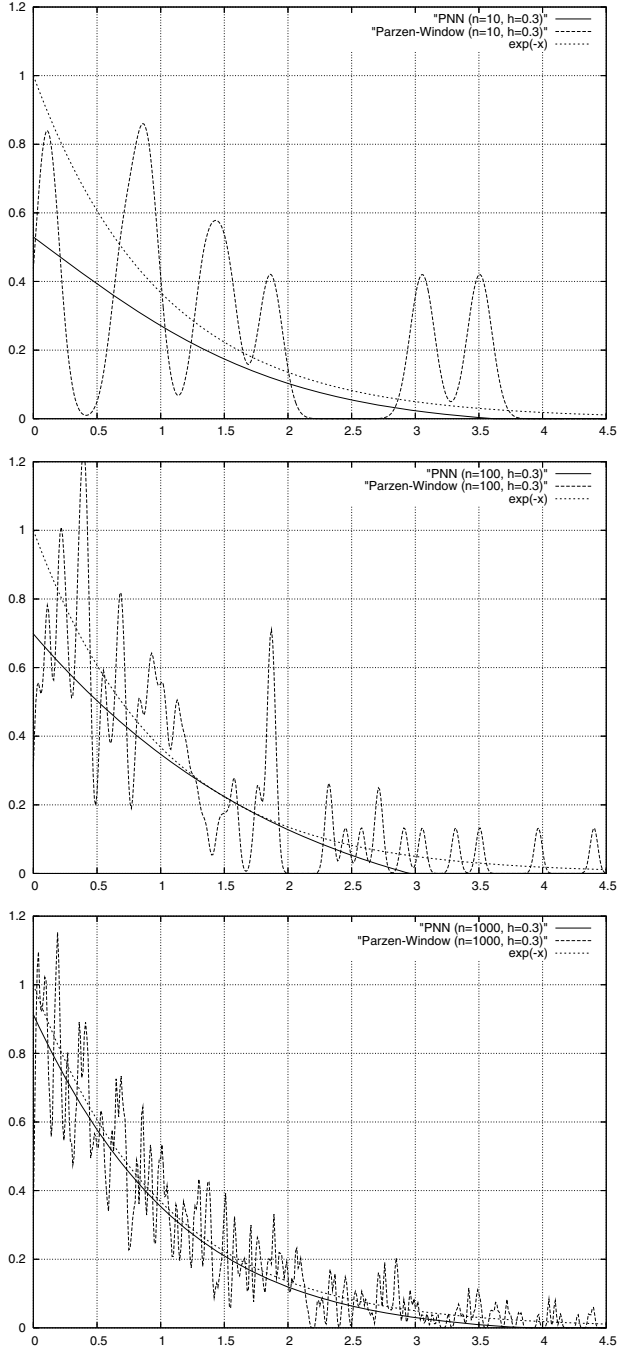 1.2
"PNN (n=10, h=0.3)"
"Parzen-Window (n=10, h=0.3)"
exp(-x)
1
0.8
0.6
0.4
0.2
0
0 0.5 1 1.5 2 2.5 3 3.5 4 4.5
1.2
"PNN (n=100, h=0.3)"
"Parzen-Window (n=100, h=0.3)"
exp(-x)
1
0.8
0.6
0.4
0.2
0
0 0.5 1 1.5 2 2.5 3 3.5 4 4.5
1.2
"PNN (n=1000, h=0.3)"
"Parzen-Window (n=1000, h=0.3)"
exp(-x)
1
0.8
0.6
0.4
0.2
0
0 0.5 1 1.5 2 2.5 3 3.5 4 4.5